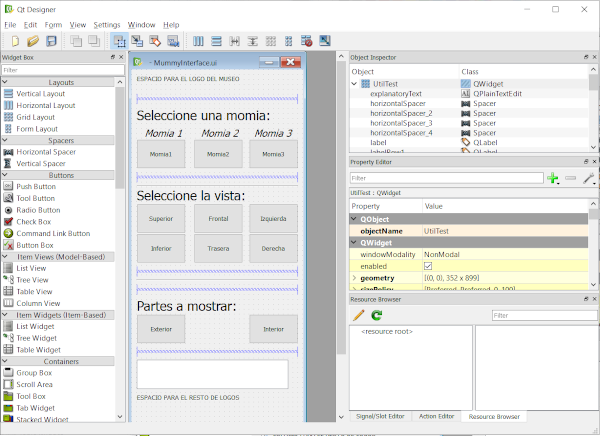 Qt Designer
File Edit Form View Settings Window Help
Widget Box
Filter
Layouts
Vertical Layout
Horizontal Layout
Grid Layout
Form Layout
Spacers
Horizontal Spacer
Vertical Spacer
Buttons
Push Button
Tool Button
Radio Button
Check Box
Command Link Button
Button Box
Item Views (Model-Based)
List View
Tree View
Table View
Column View
Item Widgets (Item-Based)
List Widget
Tree Widget
Table Widget
Containers
Group Box
Scroll Area
Tool Box
Tab Widget
Stacked Widget
- MummyInterface.ui
ESPACIO PARA EL LOGO DEL MUSEO
Seleccione una momia:
Momia 1 Momia 2 Momia 3
Momia1 Momia2 Momia3
Seleccione la vista:
Superior Frontal Izquierda
Inferior Trasera Derecha
Partes a mostrar:
Exterior Interior
ESPACIO PARA EL RESTO DE LOGOS
Object Inspector
Object Class
UtilTest QWidget
explanatoryText QPlainTextEdit
horizontalSpacer Spacer
horizontalSpacer_2 Spacer
horizontalSpacer_3 Spacer
horizontalSpacer_4 Spacer
label QLabel
labelRow1 QLabel
Property Editor
Filter
UtilTest : QWidget
Property Value
QObject
objectName UtilTest
QWidget
windowModality NonModal
enabled
geometry [(0, 0), 352 x 899]
sizePolicy [Preferred, Preferred, 0, 100]
Resource Browser
Filter
<resource root>
Signal/Slot Editor Action Editor Resource Browser